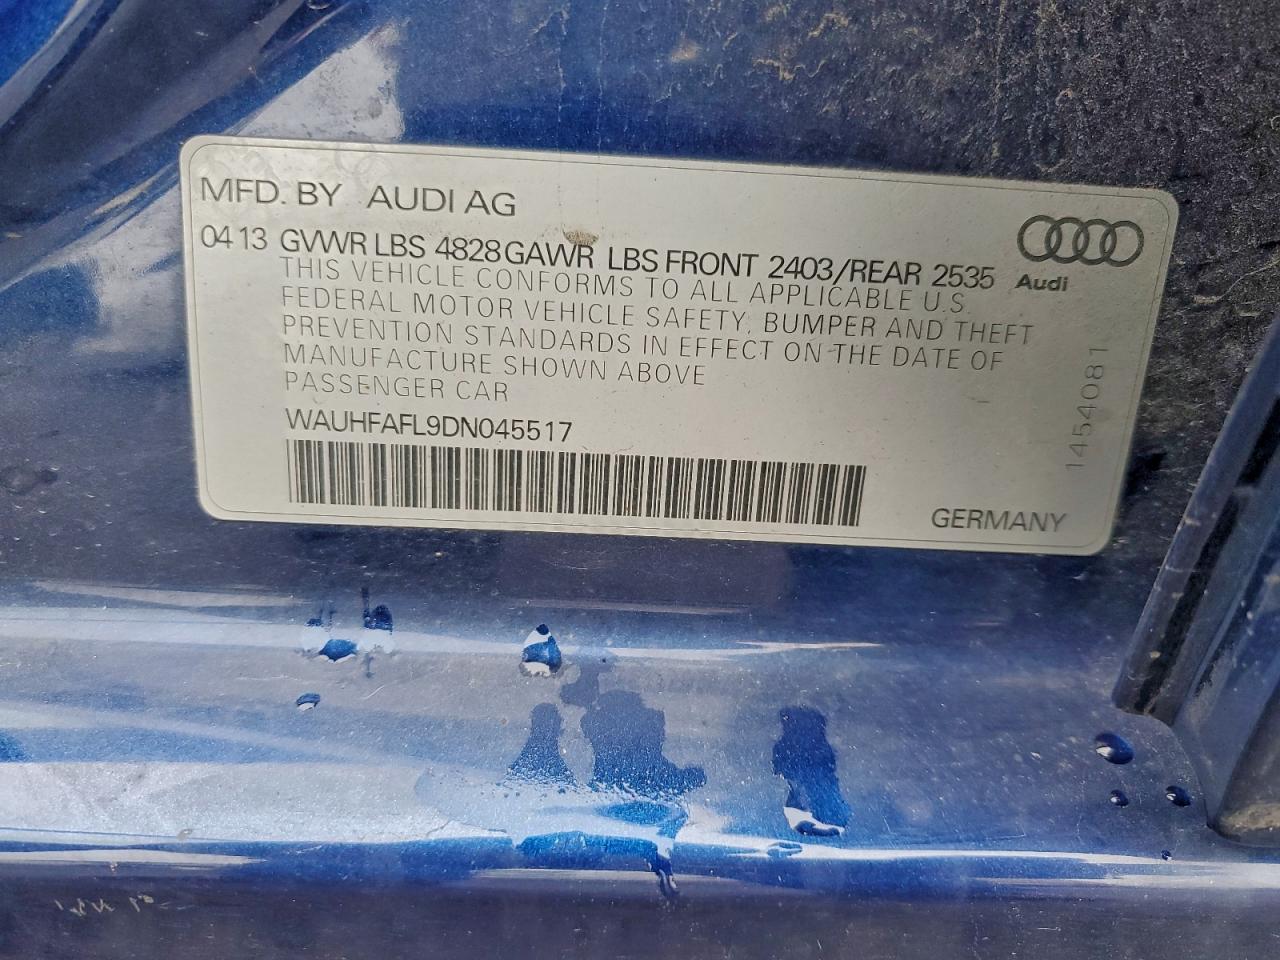 MFD. BY AUDI AG
04 13 GVWR LBS 4828 GAWR LBS FRONT 2403/REAR 2535
THIS VEHICLE CONFORMS TO ALL APPLICABLE U.S.
FEDERAL MOTOR VEHICLE SAFETY, BUMPER AND THEFT
PREVENTION STANDARDS IN EFFECT ON THE DATE OF
MANUFACTURE SHOWN ABOVE
PASSENGER CAR
WAUHFAFL9DN045517
Audi
1454081
GERMANY